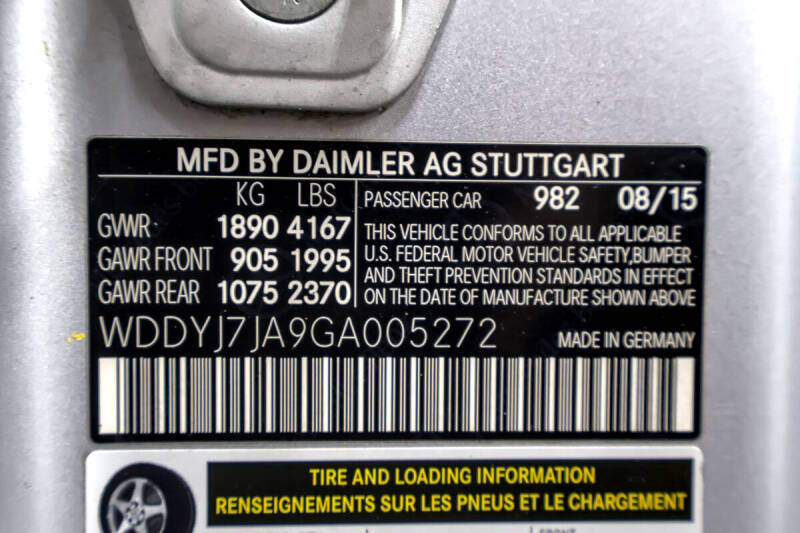 MFD BY DAIMLER AG STUTTGART
KG LBS
GVWR 1890 4167
GAWR FRONT 905 1995
GAWR REAR 1075 2370
PASSENGER CAR 982 08/15
THIS VEHICLE CONFORMS TO ALL APPLICABLE
U.S. FEDERAL MOTOR VEHICLE SAFETY,BUMPER
AND THEFT PREVENTION STANDARDS IN EFFECT
ON THE DATE OF MANUFACTURE SHOWN ABOVE
WDDYJ7JA9GA005272 MADE IN GERMANY
TIRE AND LOADING INFORMATION
RENSEIGNEMENTS SUR LES PNEUS ET LE CHARGEMENT